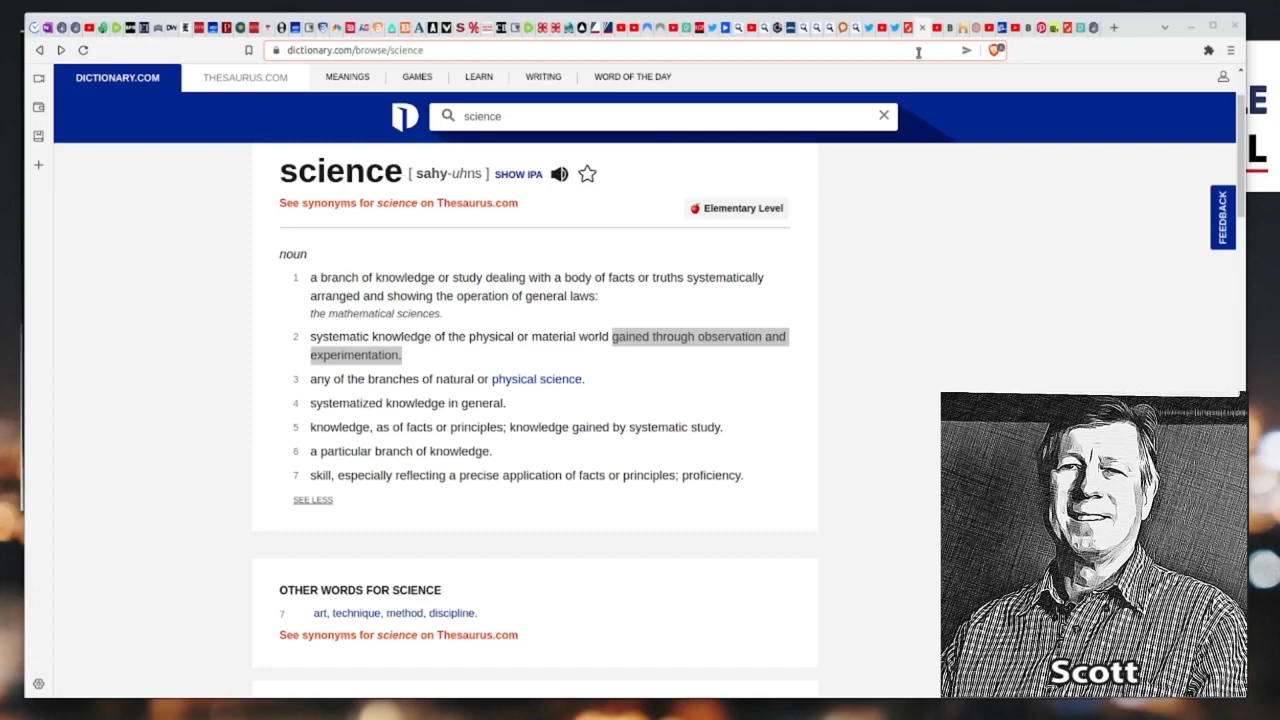 dictionary.com/browse/science
DICTIONARY.COM THESAURUS.COM MEANINGS GAMES LEARN WRITING WORD OF THE DAY
science
science [ sahy-uhns ] SHOW IPA
See synonyms for science on Thesaurus.com
Elementary Level
FEEDBACK
noun
1 a branch of knowledge or study dealing with a body of facts or truths systematically
arranged and showing the operation of general laws:
the mathematical sciences.
2 systematic knowledge of the physical or material world gained through observation and
experimentation.
3 any of the branches of natural or physical science.
4 systematized knowledge in general.
5 knowledge, as of facts or principles; knowledge gained by systematic study.
6 a particular branch of knowledge.
7 skill, especially reflecting a precise application of facts or principles; proficiency.
SEE LESS
OTHER WORDS FOR SCIENCE
7 art, technique, method, discipline.
See synonyms for science on Thesaurus.com
Scott
E
L